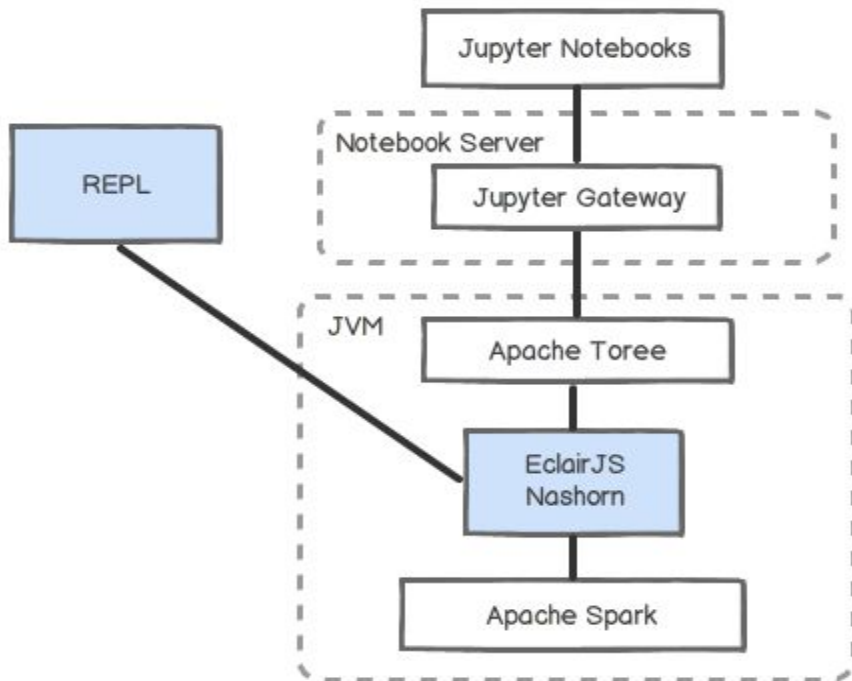 Jupyter Notebooks
Notebook Server
Jupyter Gateway
REPL
JVM
Apache Toree
EclairJS
Nashorn
Apache Spark